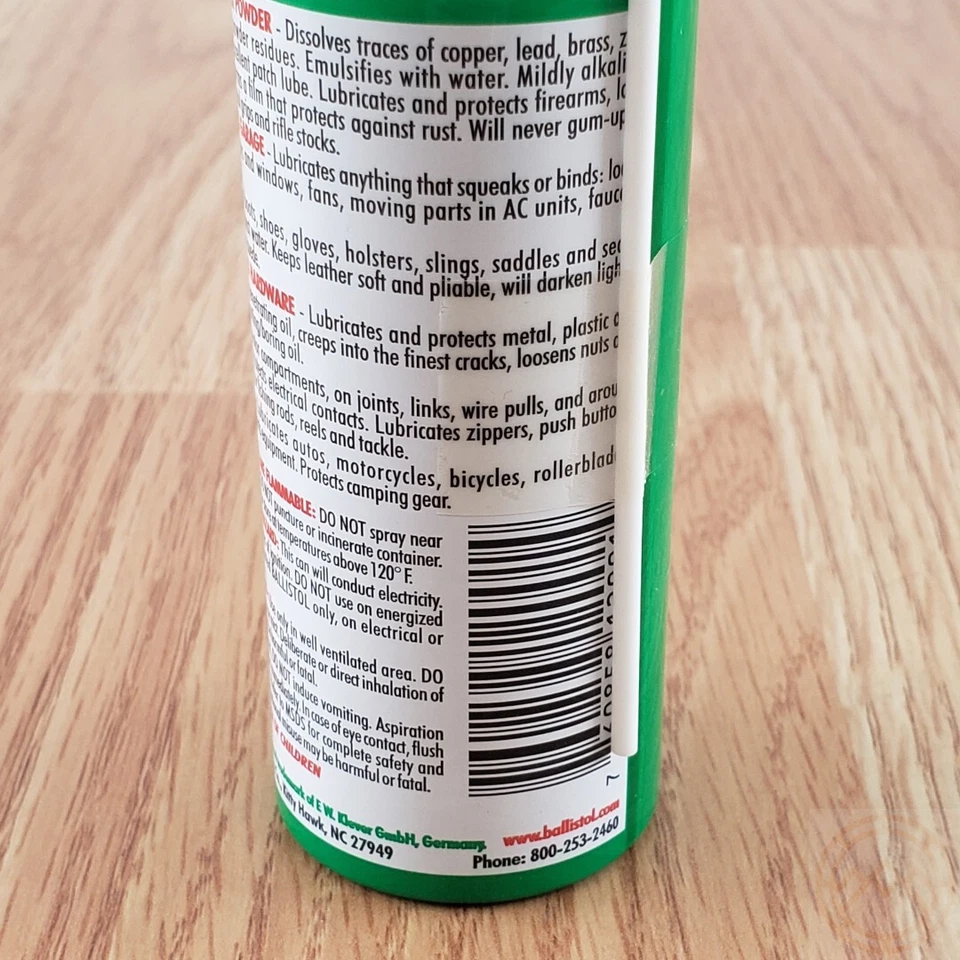 POWDER - Dissolves traces of copper, lead, brass,
residues. Emulsifies with water. Mildly
patch lube. Lubricates and protects firearms,
a film that protects against rust. Will never gum-up
and rifle stocks.
- Lubricates anything that squeaks or binds:
and windows, fans, moving parts in AC units,
shoes, gloves, holsters, slings, saddles and
water. Keeps leather soft and pliable, will darken
HARDWARE - Lubricates and protects metal, plastic
oil, creeps into the finest cracks, loosens nuts
boring oil.
compartments, on joints, links, wire pulls, and
electrical contacts. Lubricates zippers, push
rods, reels and tackle.
autos, motorcycles, bicycles,
equipment. Protects camping gear.
FLAMMABLE: DO NOT spray near
puncture or incinerate container.
temperatures above 120° F.
This can will conduct electricity.
DO NOT use on energized
BALLISTOL only, on electrical or
only in well ventilated area. DO
Deliberate or direct inhalation of
or fatal.
induce vomiting. Aspiration
In case of eye contact, flush
MSDS for complete safety and
misuse may be harmful or fatal.
CHILDREN
of F. W. Klever GmbH, Germany.
Kitty Hawk, NC 27949
www.ballistol.com
Phone: 800-253-2460
7